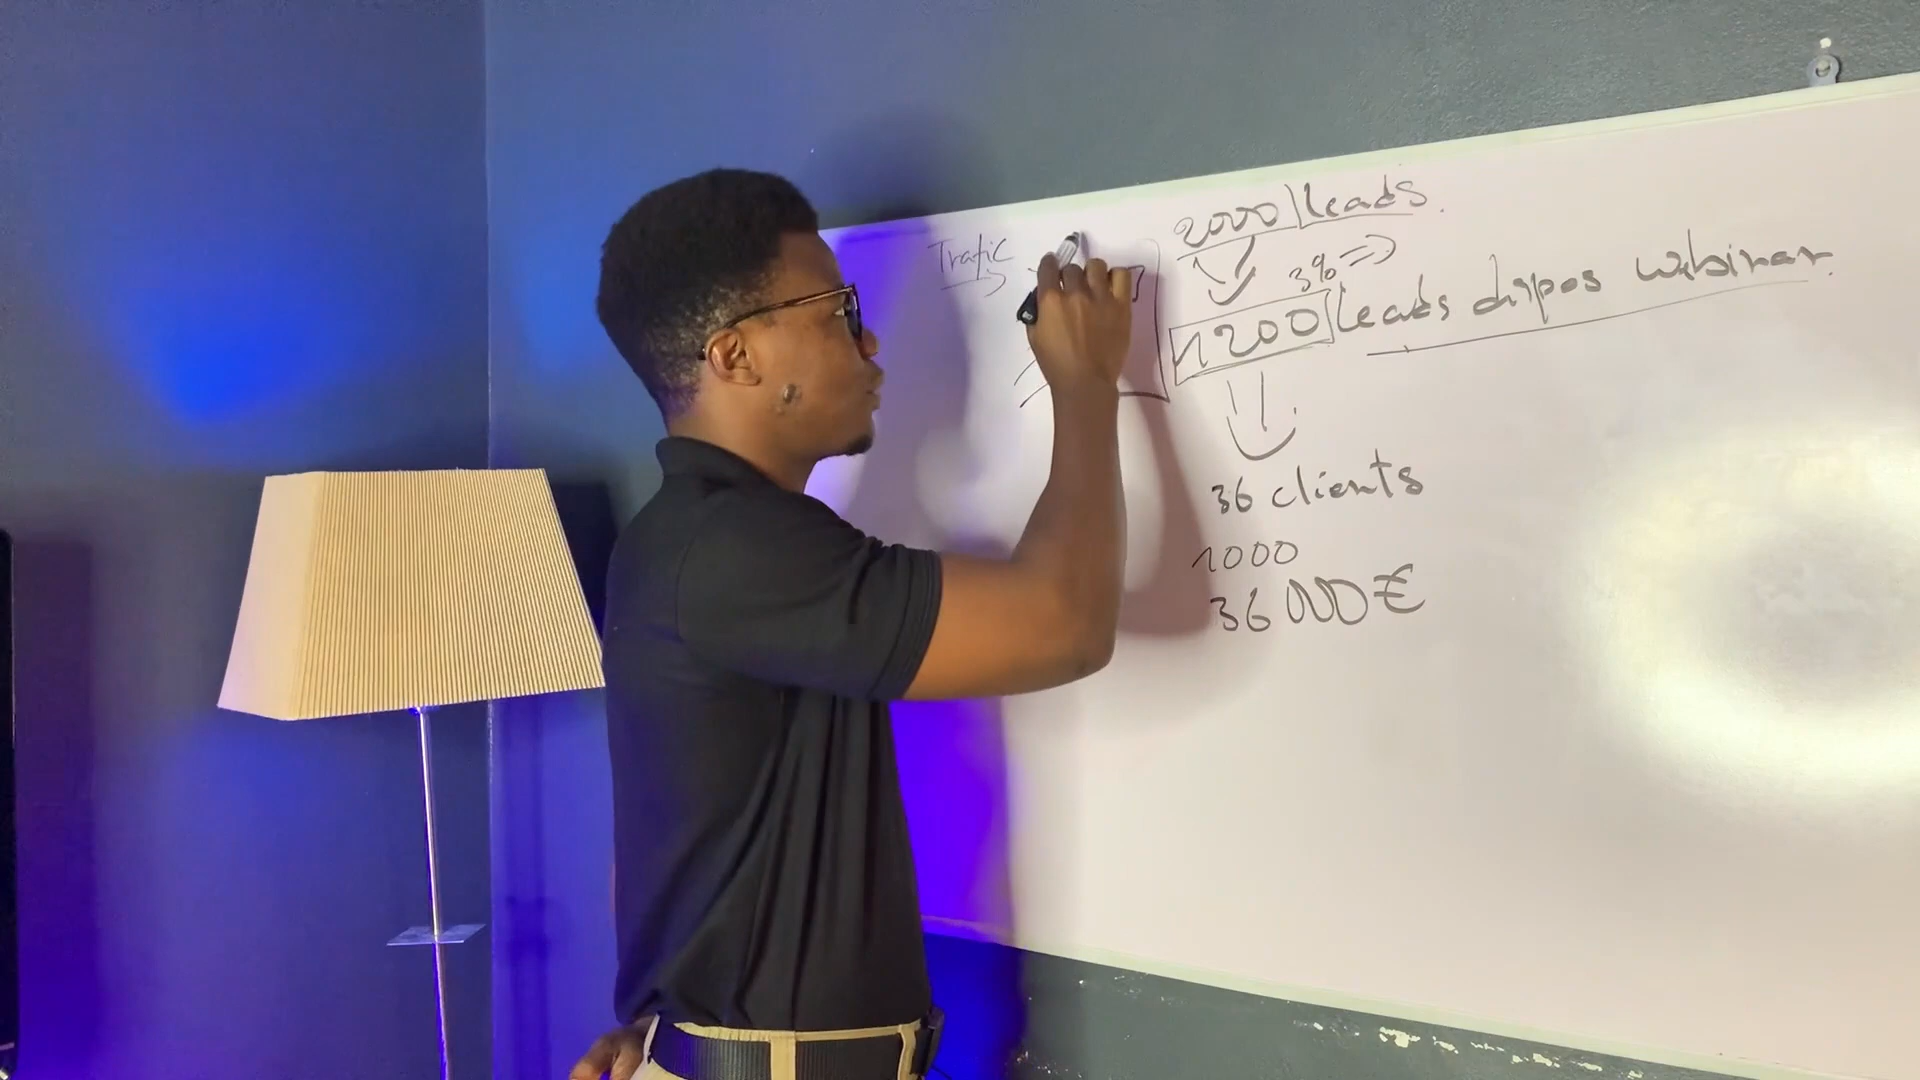 Trafic
2000 leads.
3% =>
1200 leads dispos webinar
36 clients
1000
36 000 €